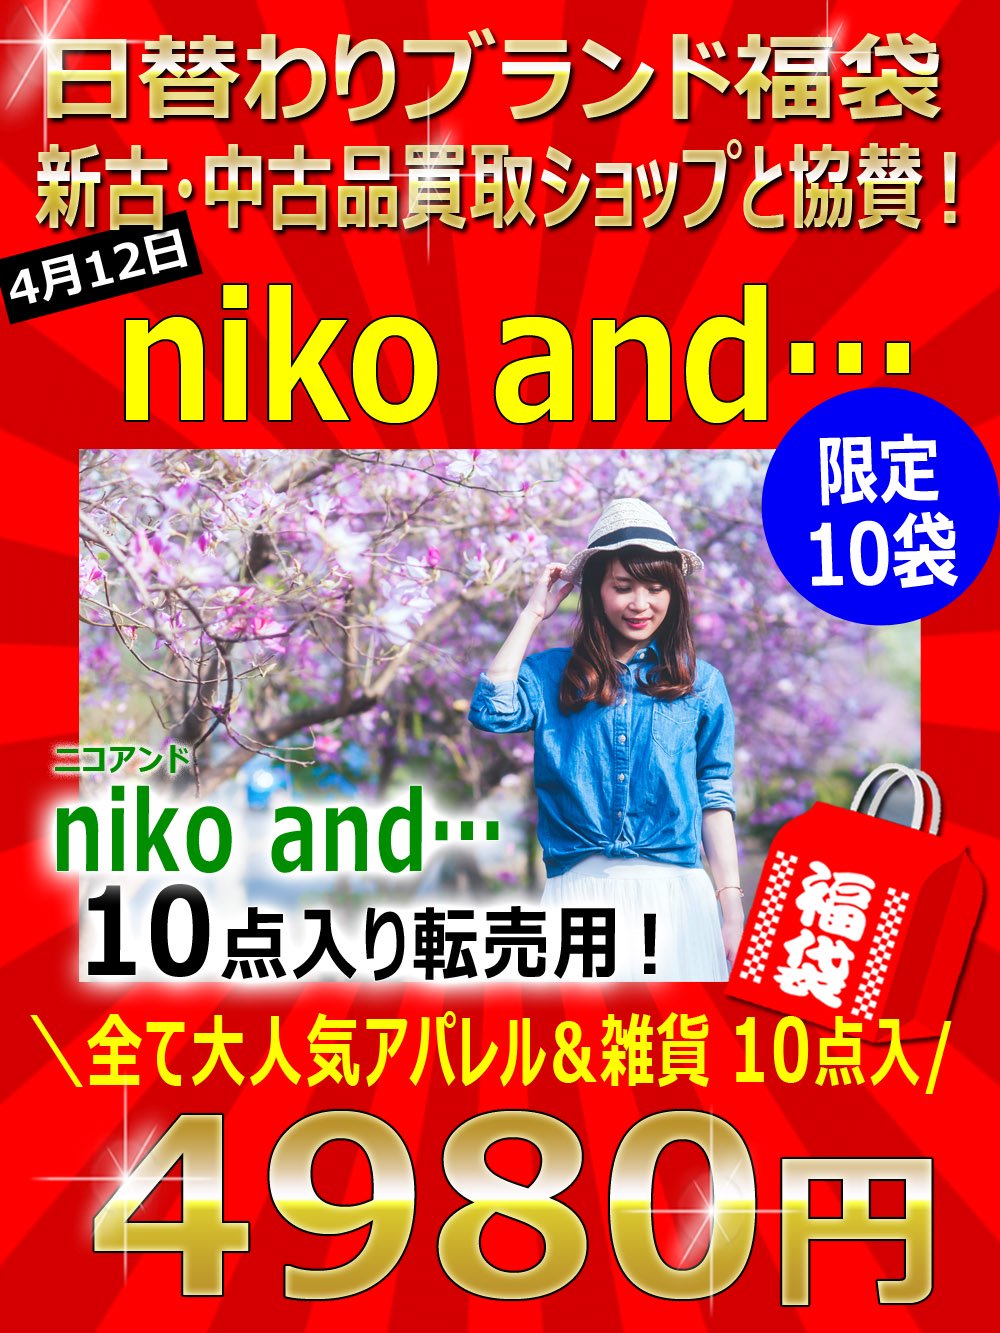 日替わりブランド福袋
新古･中古品買取ショップと協賛！
4月12日
niko and…
限定
10袋
ニコアンド
niko and…
10点入り転売用！
福袋
＼全て大人気アパレル＆雑貨 10点入/
4980円